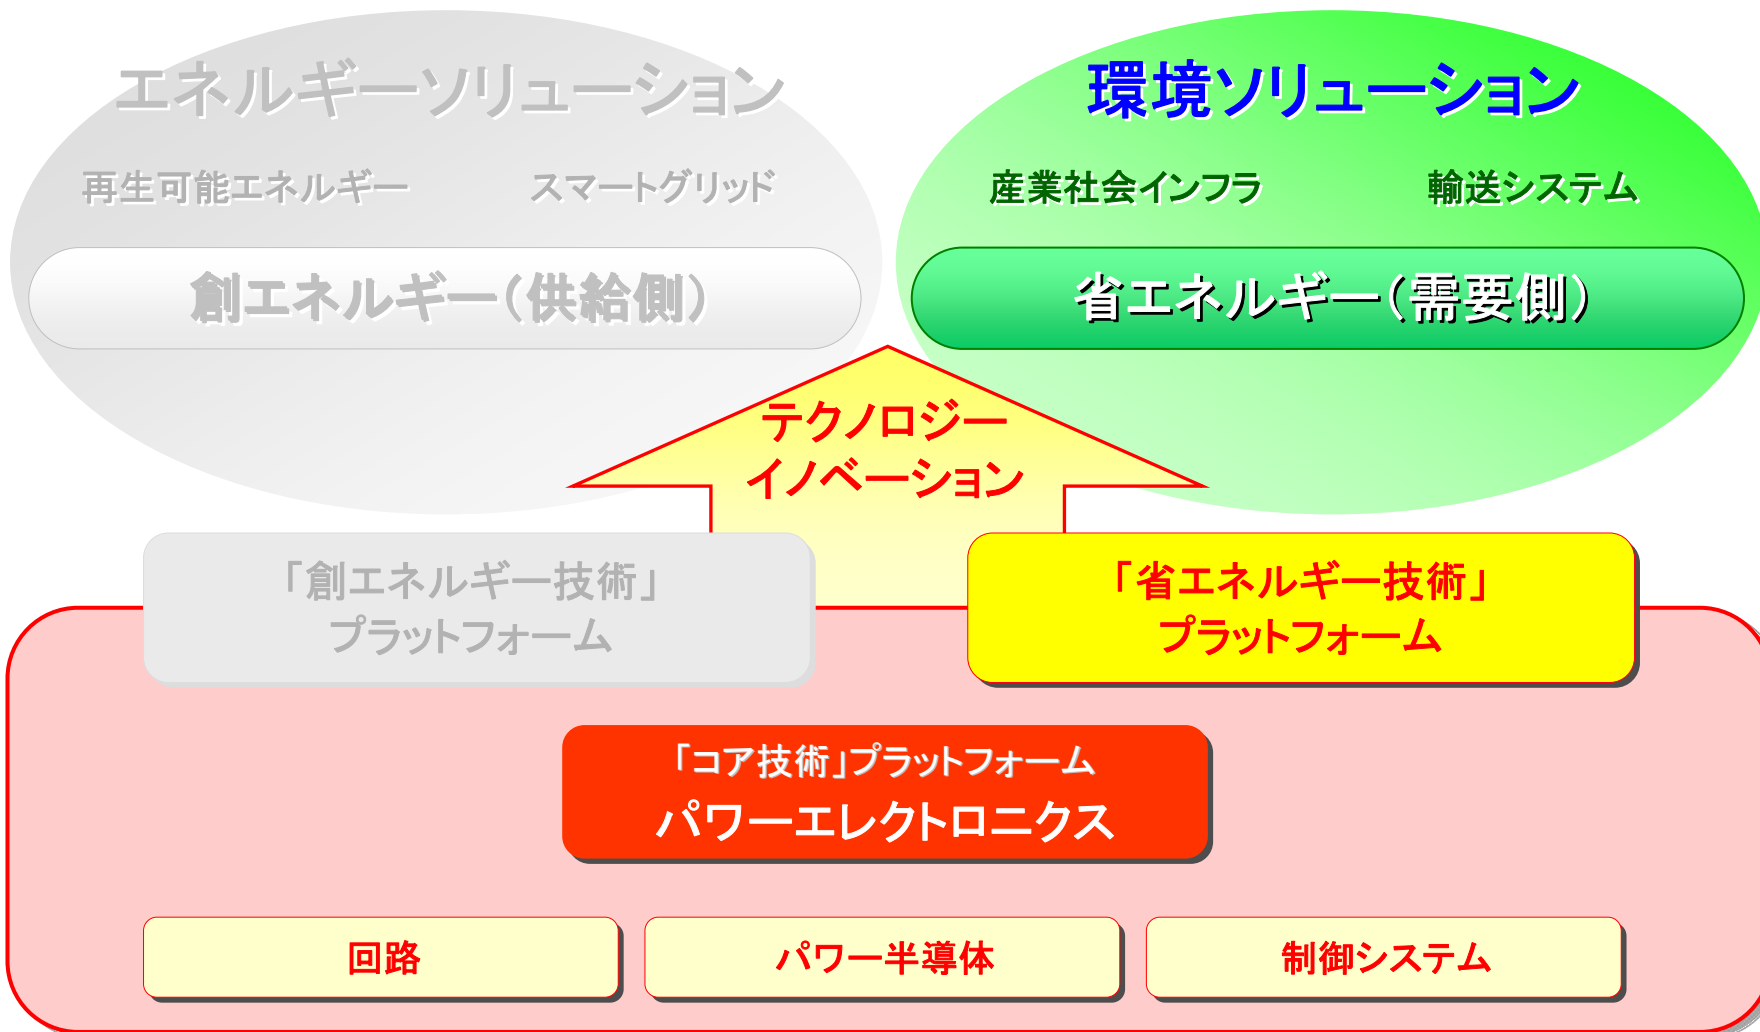 エネルギーソリューション
再生可能エネルギー スマートグリッド
創エネルギー（供給側）
環境ソリューション
産業社会インフラ 輸送システム
省エネルギー（需要側）
テクノロジー
イノベーション
「創エネルギー技術」
プラットフォーム
「省エネルギー技術」
プラットフォーム
「コア技術」プラットフォーム
パワーエレクトロニクス
回路
パワー半導体
制御システム